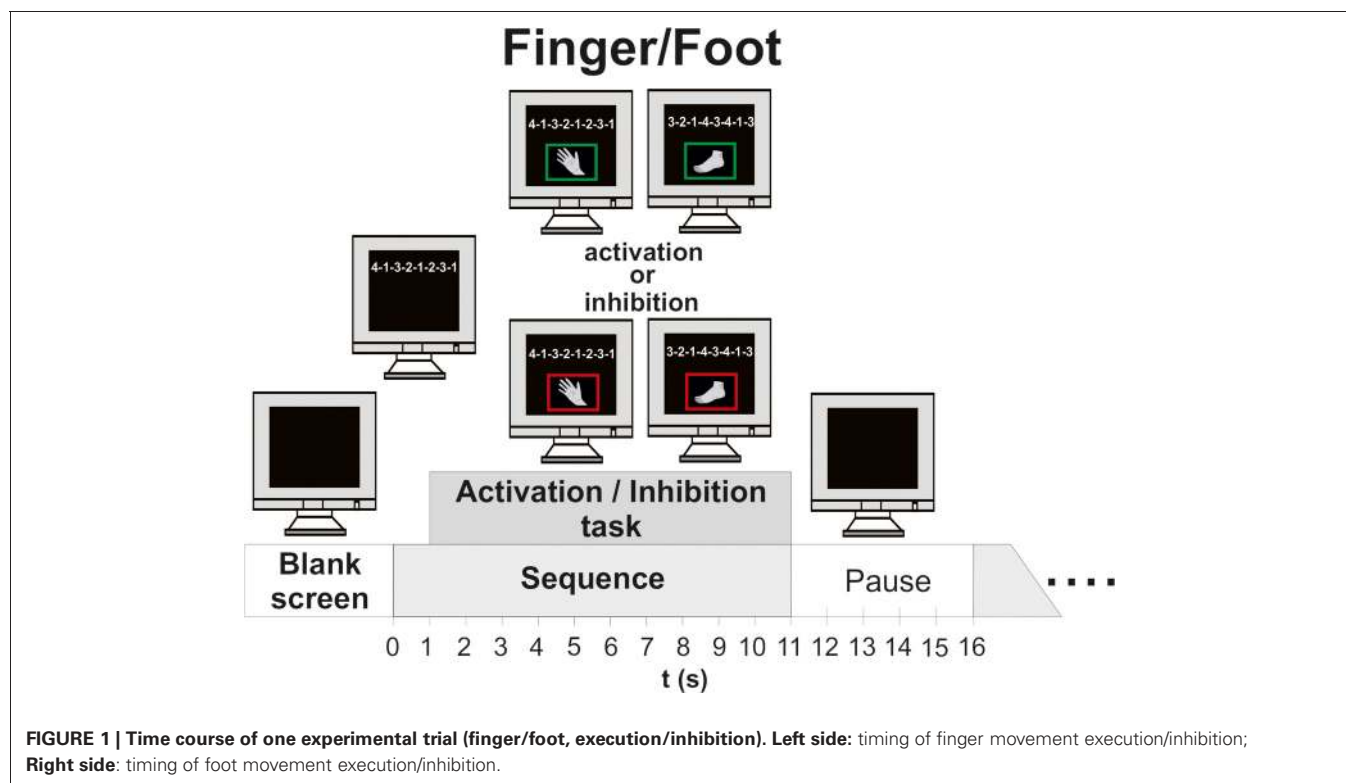 Finger/Foot
4-1-3-2-1-2-3-1
3-2-1-4-3-4-1-3
activation
or
inhibition
4-1-3-2-1-2-3-1
4-1-3-2-1-2-3-1
3-2-1-4-3-4-1-3
Activation / Inhibition
task
Blank
screen
Sequence
Pause
....
0 1 2 3 4 5 6 7 8 9 10 11 12 13 14 15 16
t (s)
FIGURE 1 | Time course of one experimental trial (finger/foot, execution/inhibition). Left side: timing of finger movement execution/inhibition;
Right side: timing of foot movement execution/inhibition.